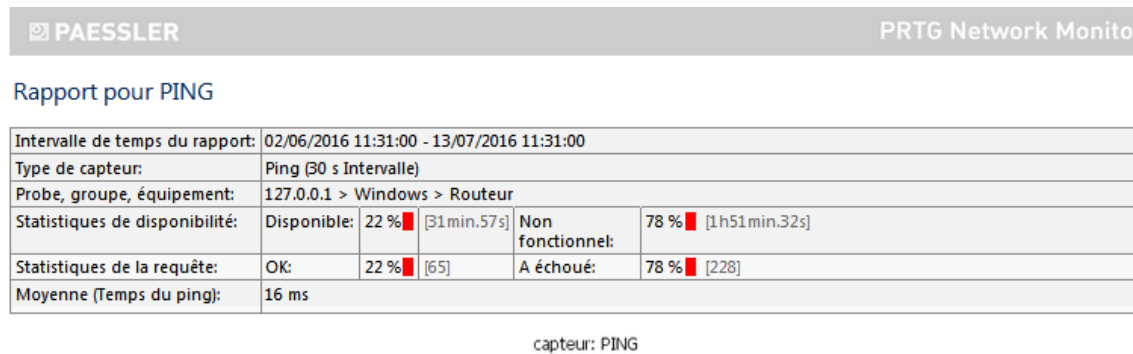 PAESSLER PRTG Network Monito
Rapport pour PING
Intervalle de temps du rapport: 02/06/2016 11:31:00 - 13/07/2016 11:31:00
Type de capteur: Ping (30 s Intervalle)
Probe, groupe, équipement: 127.0.0.1 > Windows > Routeur
Statistiques de disponibilité: Disponible: 22 % [31min.57s] Non fonctionnel: 78 % [1h51min.32s]
Statistiques de la requête: OK: 22 % [65] A échoué: 78 % [228]
Moyenne (Temps du ping): 16 ms
capteur: PING